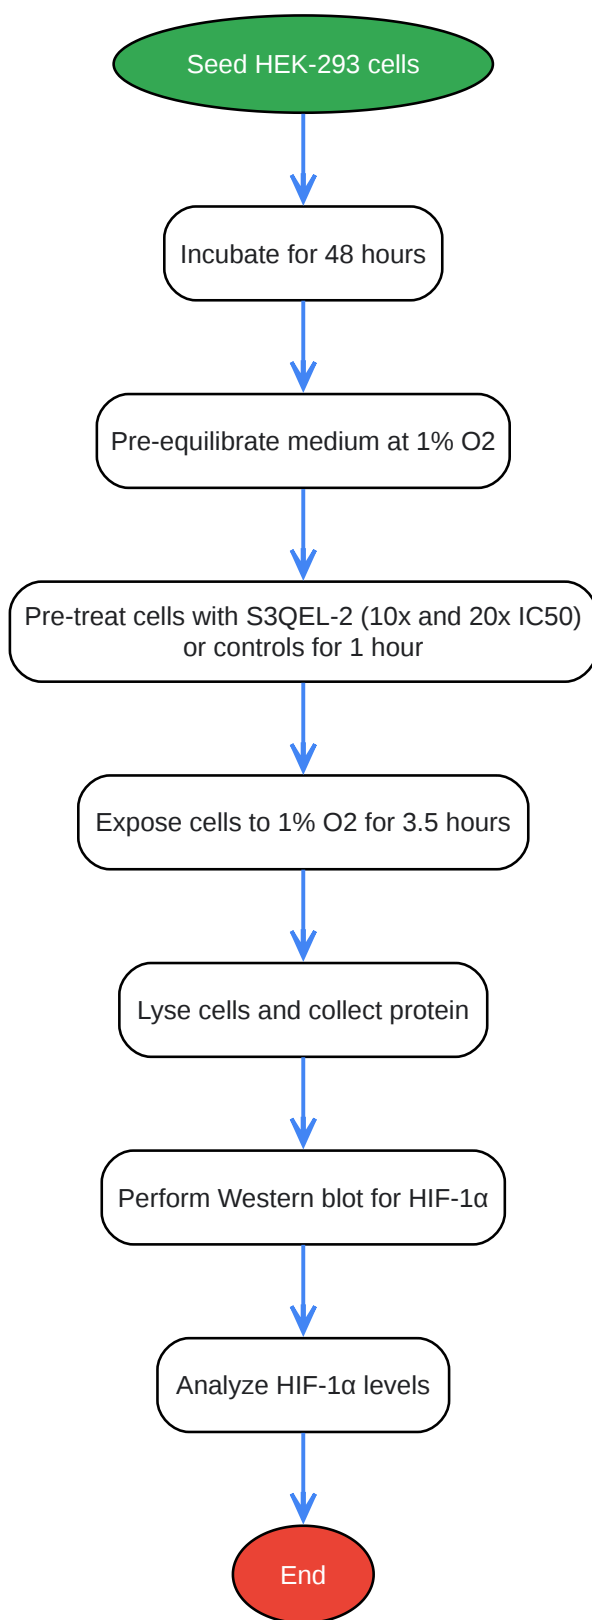 Seed HEK-293 cells
Incubate for 48 hours
Pre-equilibrate medium at 1% O2
Pre-treat cells with S3QEL-2 (10x and 20x IC50)
or controls for 1 hour
Expose cells to 1% O2 for 3.5 hours
Lyse cells and collect protein
Perform Western blot for HIF-1α
Analyze HIF-1α levels
End